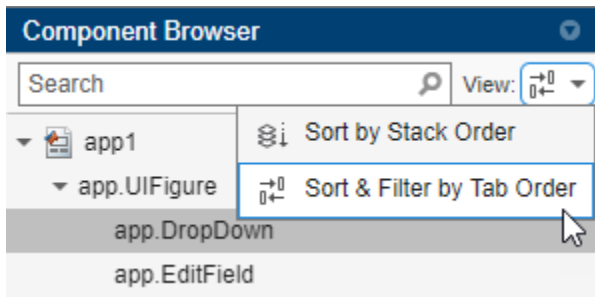 Component Browser
Search View:
app1
Sort by Stack Order
app.UIFigure
Sort & Filter by Tab Order
app.DropDown
app.EditField